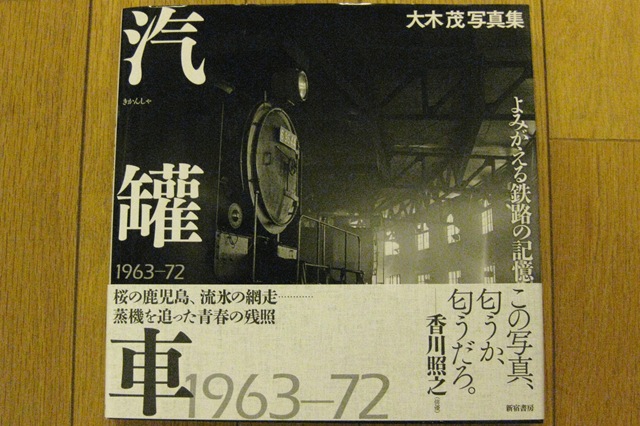 大木 茂 写真集
汽罐車
きかんしゃ
1963–72
よみがえる鉄路の記憶
桜の鹿児島、流氷の網走…………
蒸機を追った青春の残照
この写真、
匂うか、
匂うだろ。
―香川照之
1963–72
新宿書房